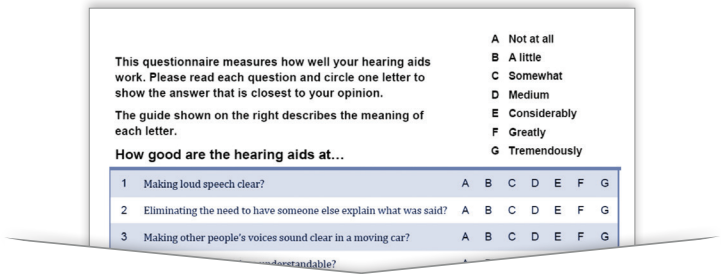 This questionnaire measures how well your hearing aids
work. Please read each question and circle one letter to
show the answer that is closest to your opinion.
The guide shown on the right describes the meaning of
each letter.
A Not at all
B A little
C Somewhat
D Medium
E Considerably
F Greatly
G Tremendously
How good are the hearing aids at...
1 Making loud speech clear? A B C D E F G
2 Eliminating the need to have someone else explain what was said? A B C D E F G
3 Making other people's voices sound clear in a moving car? A B C D E F G
understandable?